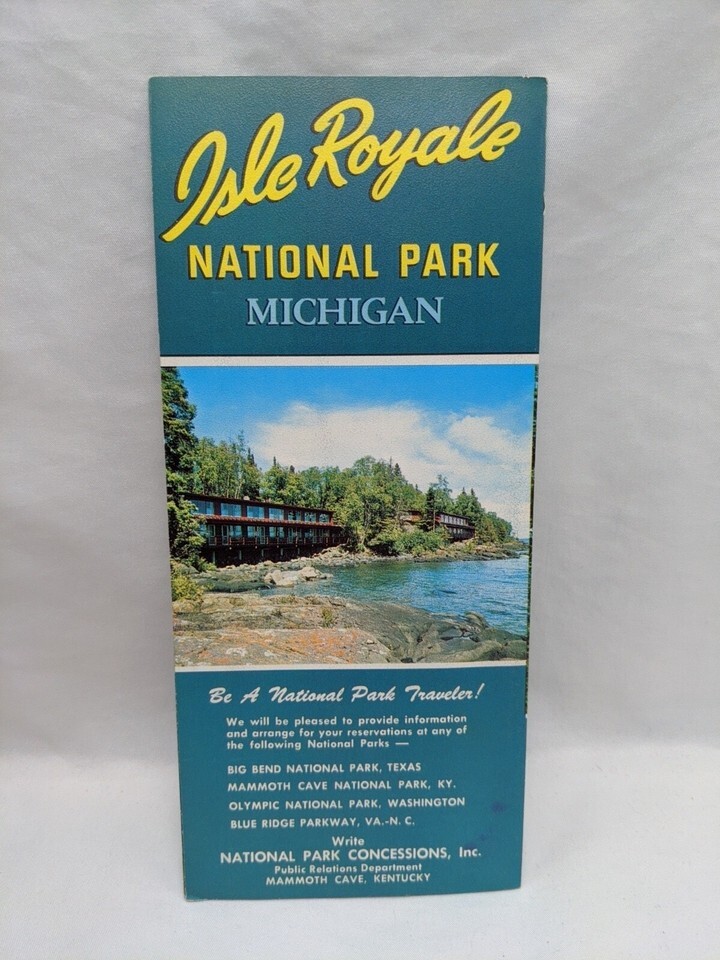 Isle Royale
NATIONAL PARK
MICHIGAN
Be A National Park Traveler!
We will be pleased to provide information
and arrange for your reservations at any of
the following National Parks —
BIG BEND NATIONAL PARK, TEXAS
MAMMOTH CAVE NATIONAL PARK, KY.
OLYMPIC NATIONAL PARK, WASHINGTON
BLUE RIDGE PARKWAY, VA.-N. C.
Write
NATIONAL PARK CONCESSIONS, Inc.
Public Relations Department
MAMMOTH CAVE, KENTUCKY